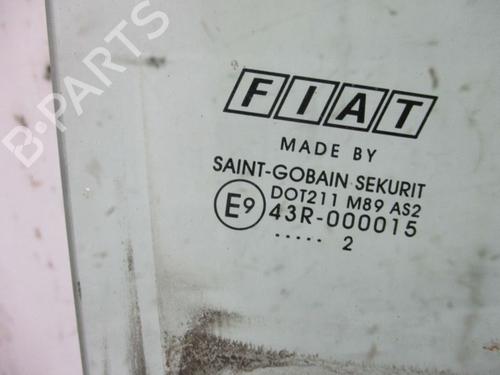 B-PARTS
FIAT
MADE BY
SAINT-GOBAIN SEKURIT
DOT211 M89 AS2
E9 43R-000015
..... 2